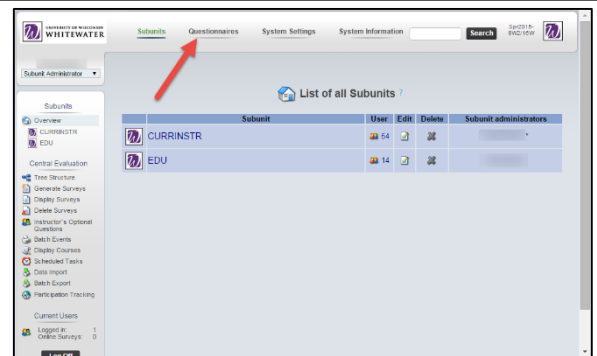 UNIVERSITY OF WISCONSIN
WHITEWATER
Subunits
Questionnaires
System Settings
System Information
Search
Spr2016-
8W2/16W
Subunit Administrator
Subunits
Overview
CURRINSTR
EDU
Central Evaluation
Tree Structure
Generate Surveys
Display Surveys
Delete Surveys
Instructor's Optional
Questions
Batch Events
Display Courses
Scheduled Tasks
Data Import
Batch Export
Participation Tracking
Current Users
Logged in: 1
Online Surveys: 0
Log Off
List of all Subunits ?
Subunit User Edit Delete Subunit administrators
CURRINSTR 54
EDU 14